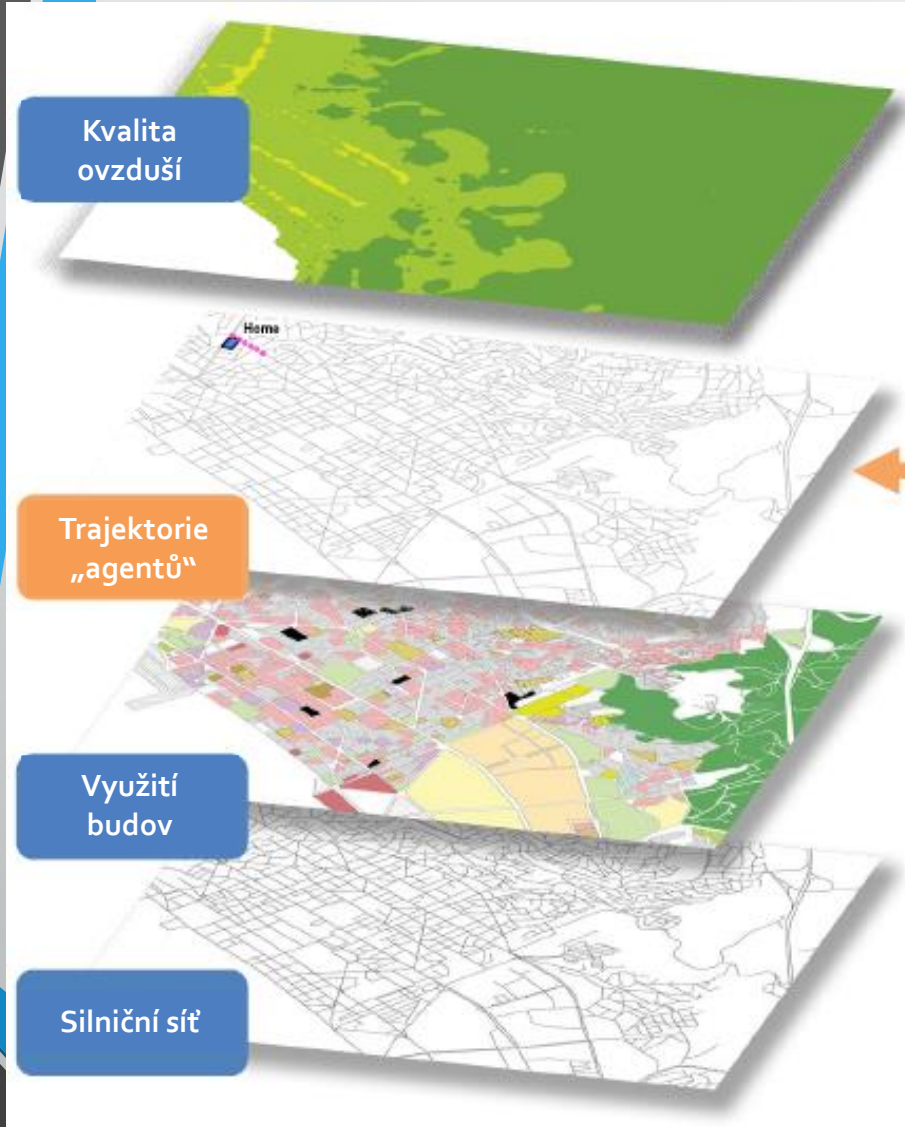 Kvalita
ovzduší
Home
Trajektorie
„agentů“
Využití
budov
Silniční síť